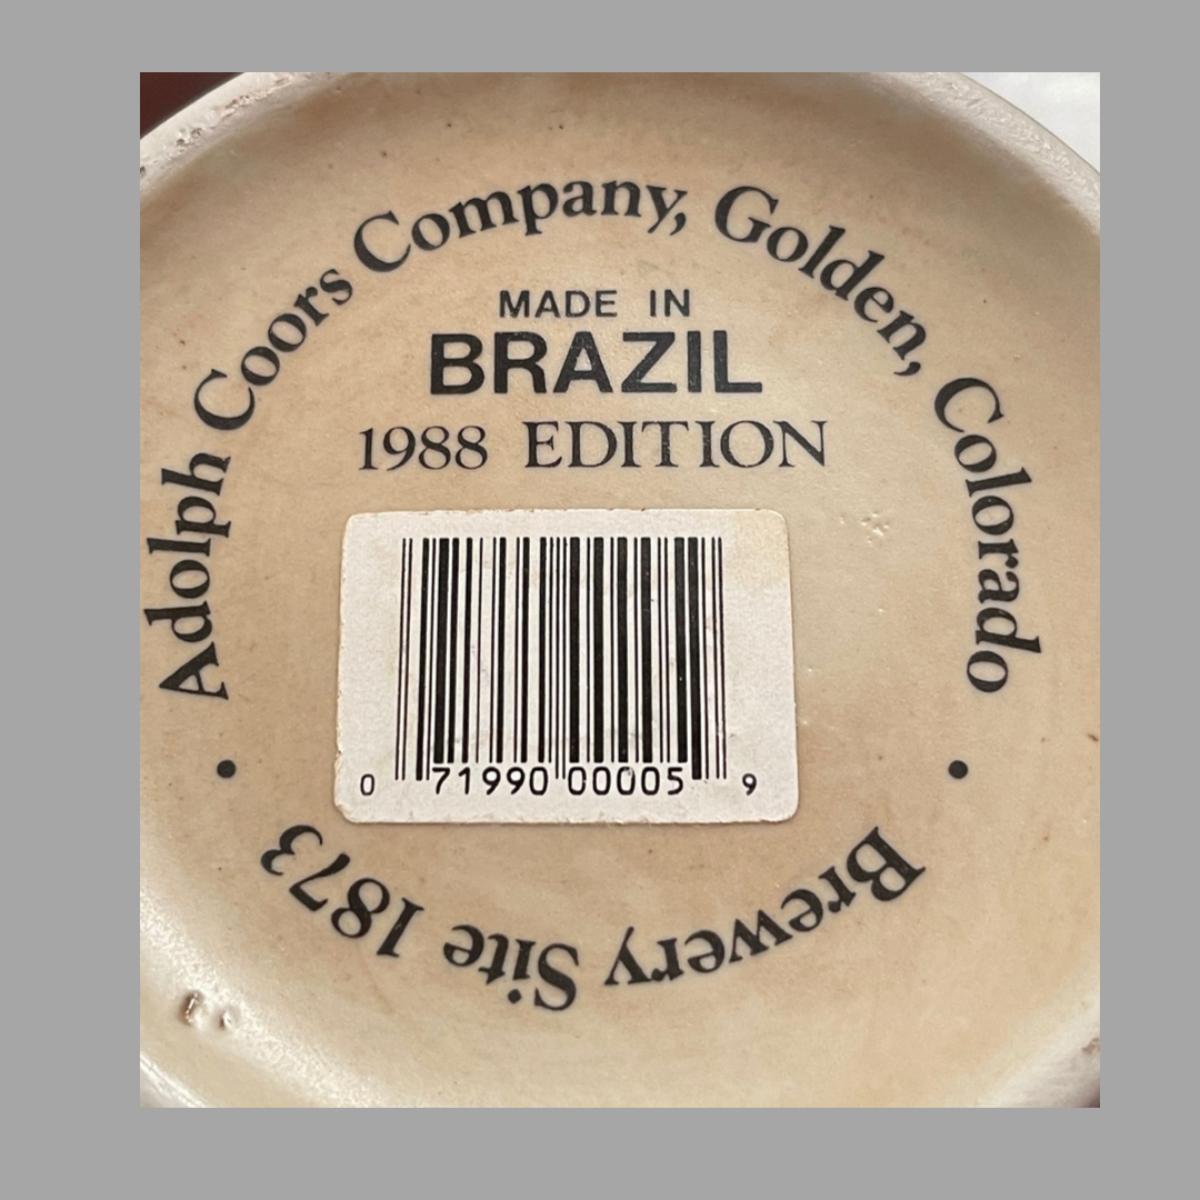 Adolph Coors Company, Golden, Colorado
MADE IN
BRAZIL
1988 EDITION
0 71990 00005 9
Brewery Site 1873